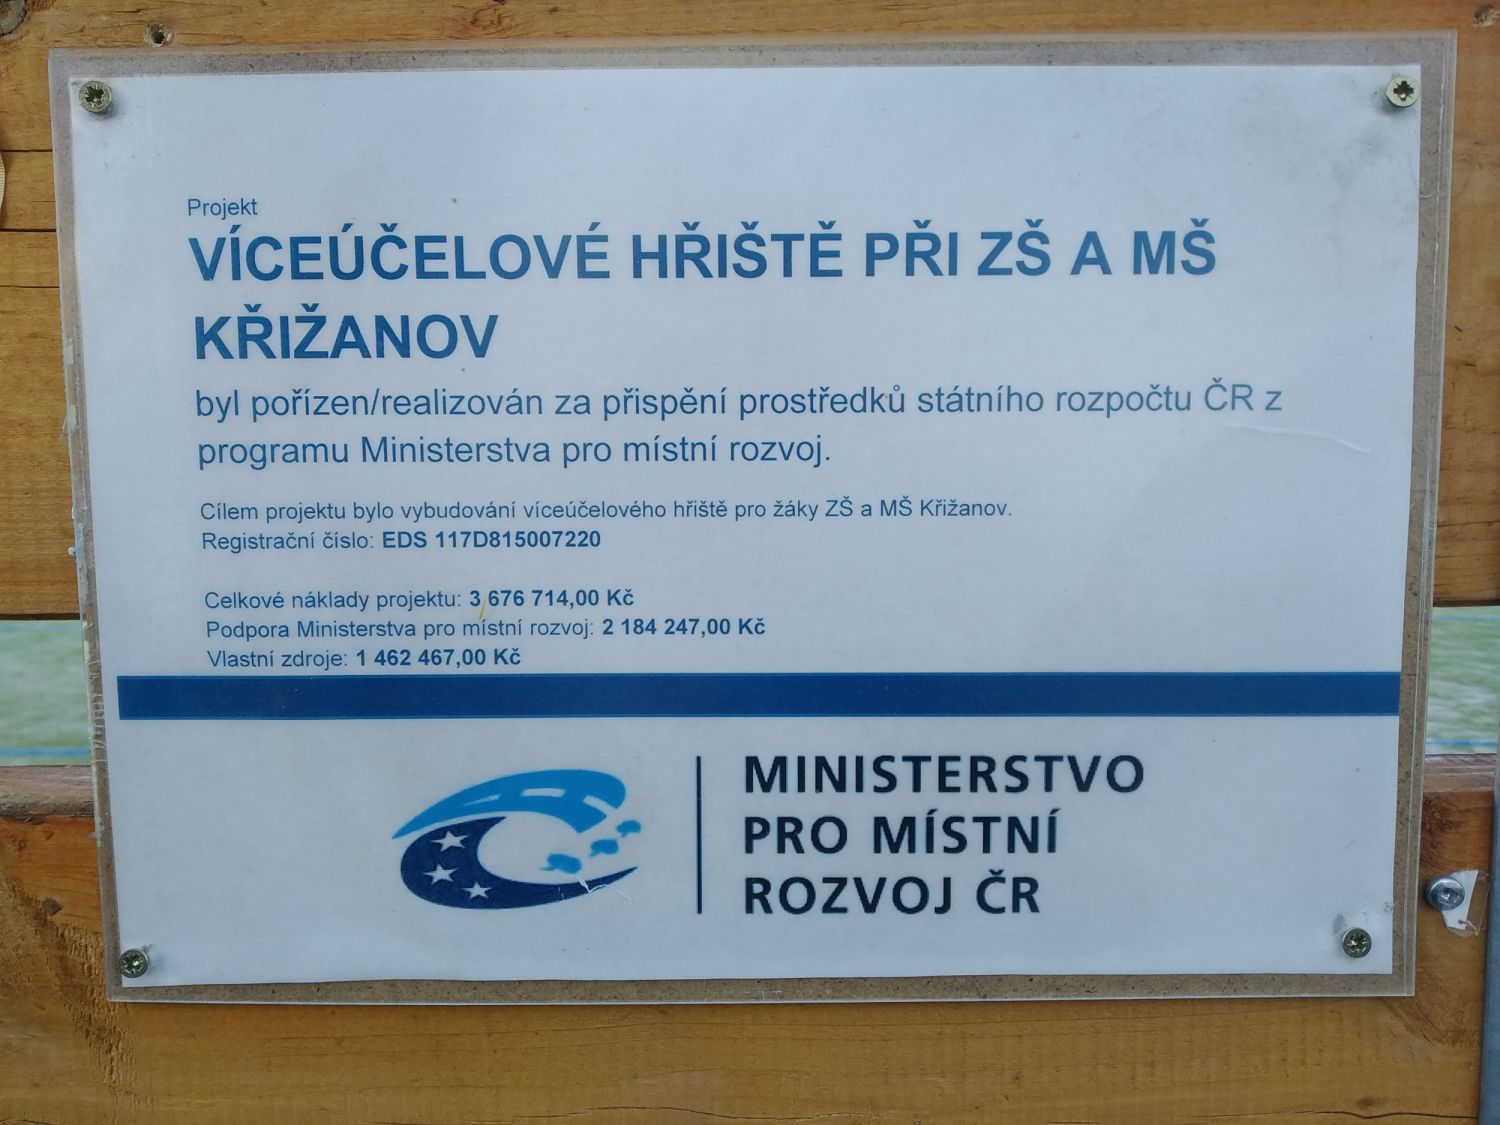 Projekt
VÍCEÚČELOVÉ HŘIŠTĚ PŘI ZŠ A MŠ
KŘIŽANOV
byl pořízen/realizován za přispění prostředků státního rozpočtu ČR z
programu Ministerstva pro místní rozvoj.
Cílem projektu bylo vybudování víceúčelového hřiště pro žáky ZŠ a MŠ Křižanov.
Registrační číslo: EDS 117D815007220
Celkové náklady projektu: 3 676 714,00 Kč
Podpora Ministerstva pro místní rozvoj: 2 184 247,00 Kč
Vlastní zdroje: 1 462 467,00 Kč
MINISTERSTVO
PRO MÍSTNÍ
ROZVOJ ČR